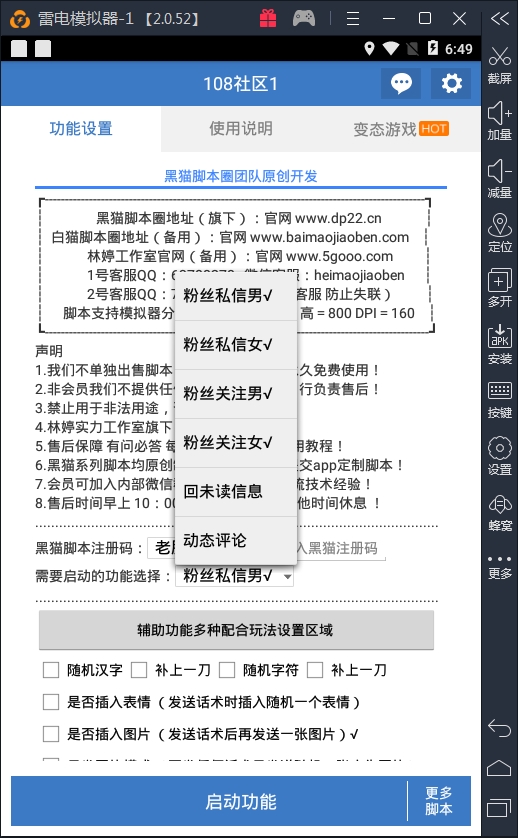 雷电模拟器-1 【2.0.52】
6:49
108社区1
功能设置 使用说明 变态游戏 HOT
黑猫脚本圈团队原创开发
黑猫脚本圈地址（旗下）：官网 www.dp22.cn
白猫脚本圈地址（备用）：官网 www.baimaojiaoben.com
林婷工作室官网（备用）：官网 www.5gooo.com
1号客服QQ： heimaojiaoben
2号客服QQ：7 客服 防止失联）
脚本支持模拟器分 高 = 800 DPI = 160
声明
1.我们不单独出售脚本 久免费使用！
2.非会员我们不提供任 行负责售后！
3.禁止用于非法用途，
4.林婷实力工作室旗下
5.售后保障 有问必答 每 用教程！
6.黑猫系列脚本均原创 交app定制脚本！
7.会员可加入内部微信 流技术经验！
8.售后时间早上 10：00 他时间休息 ！
粉丝私信男√
粉丝私信女√
粉丝关注男√
粉丝关注女√
回未读信息
动态评论
黑猫脚本注册码： 入黑猫注册码
需要启动的功能选择： 粉丝私信男√
辅助功能多种配合玩法设置区域
随机汉字 补上一刀 随机字符 补上一刀
是否插入表情（发送话术时插入随机一个表情）
是否插入图片（发送话术后再发送一张图片）√
启动功能
更多
脚本
截屏
加量
减量
定位
多开
APK
安装
按键
设置
蜂窝
更多